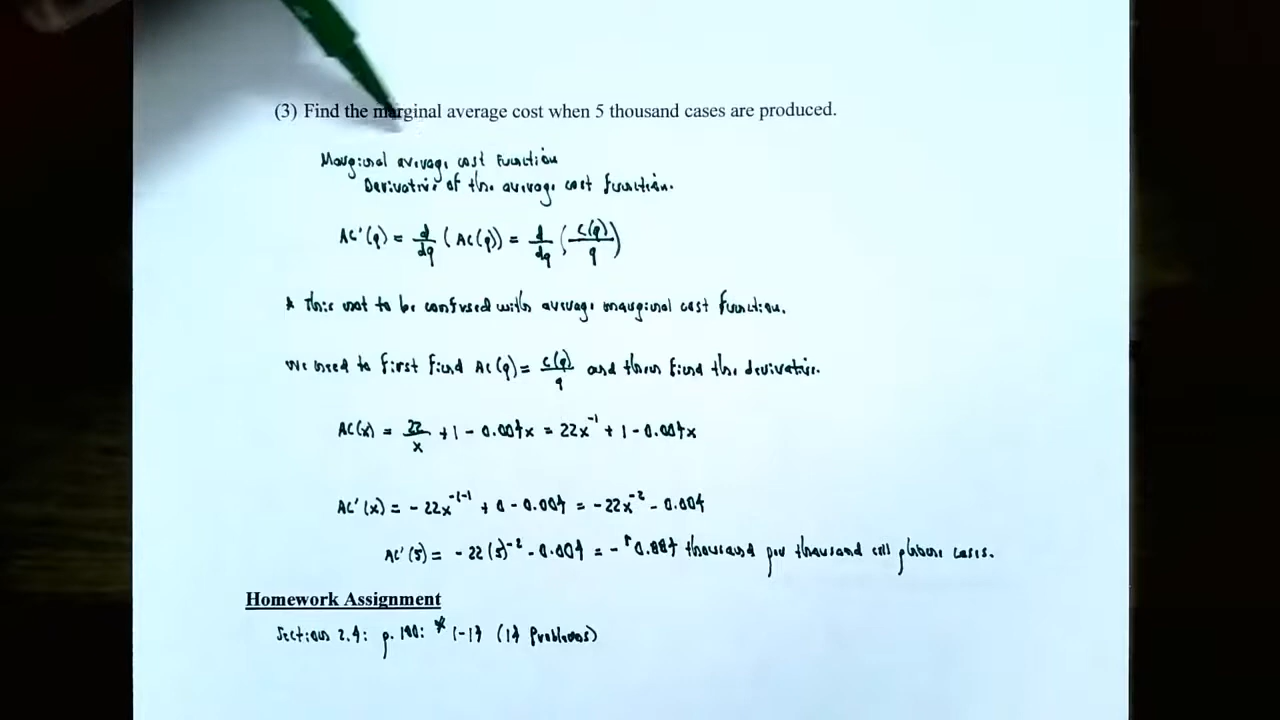 (3) Find the marginal average cost when 5 thousand cases are produced.
Marginal average cost function
Derivative of the average cost function.
AC'(q) = d/dq (AC(q)) = d/dq (C(q)/q)
* This not to be confused with average marginal cost function.
We need to first find AC(q) = C(q)/q and then find the derivative.
AC(x) = 22/x + 1 - 0.004x = 22x⁻¹ + 1 - 0.004x
AC'(x) = -22x⁻¹⁻¹ + 0 - 0.004 = -22x⁻² - 0.004
AC'(5) = -22(5)⁻² - 0.004 = - 0.884 thousand per thousand cell phone cases.
Homework Assignment
Section 2.4: p. # Problems)